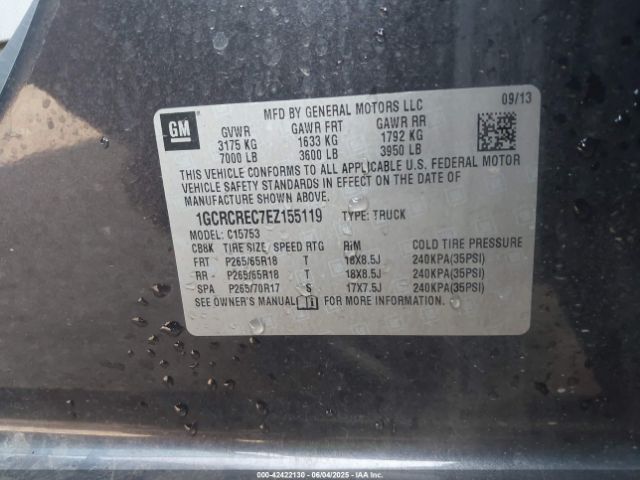 MFD BY GENERAL MOTORS LLC 09/13
GM GVWR GAWR FRT GAWR RR
3175 KG 1633 KG 1792 KG
7000 LB 3600 LB 3950 LB
THIS VEHICLE CONFORMS TO ALL APPLICABLE U.S. FEDERAL MOTOR
VEHICLE SAFETY STANDARDS IN EFFECT ON THE DATE OF
MANUFACTURE SHOWN ABOVE.
1GCRCREC7EZ155119 TYPE: TRUCK
MODEL: C15753
CB8K TIRE SIZE SPEED RTG RIM COLD TIRE PRESSURE
FRT P265/65R18 T 18X8.5J 240KPA(35PSI)
RR P265/65R18 T 18X8.5J 240KPA(35PSI)
SPA P265/70R17 S 17X7.5J 240KPA(35PSI)
SEE OWNER'S MANUAL FOR MORE INFORMATION.
000-42422130 - 06/04/2025 - IAAI.com